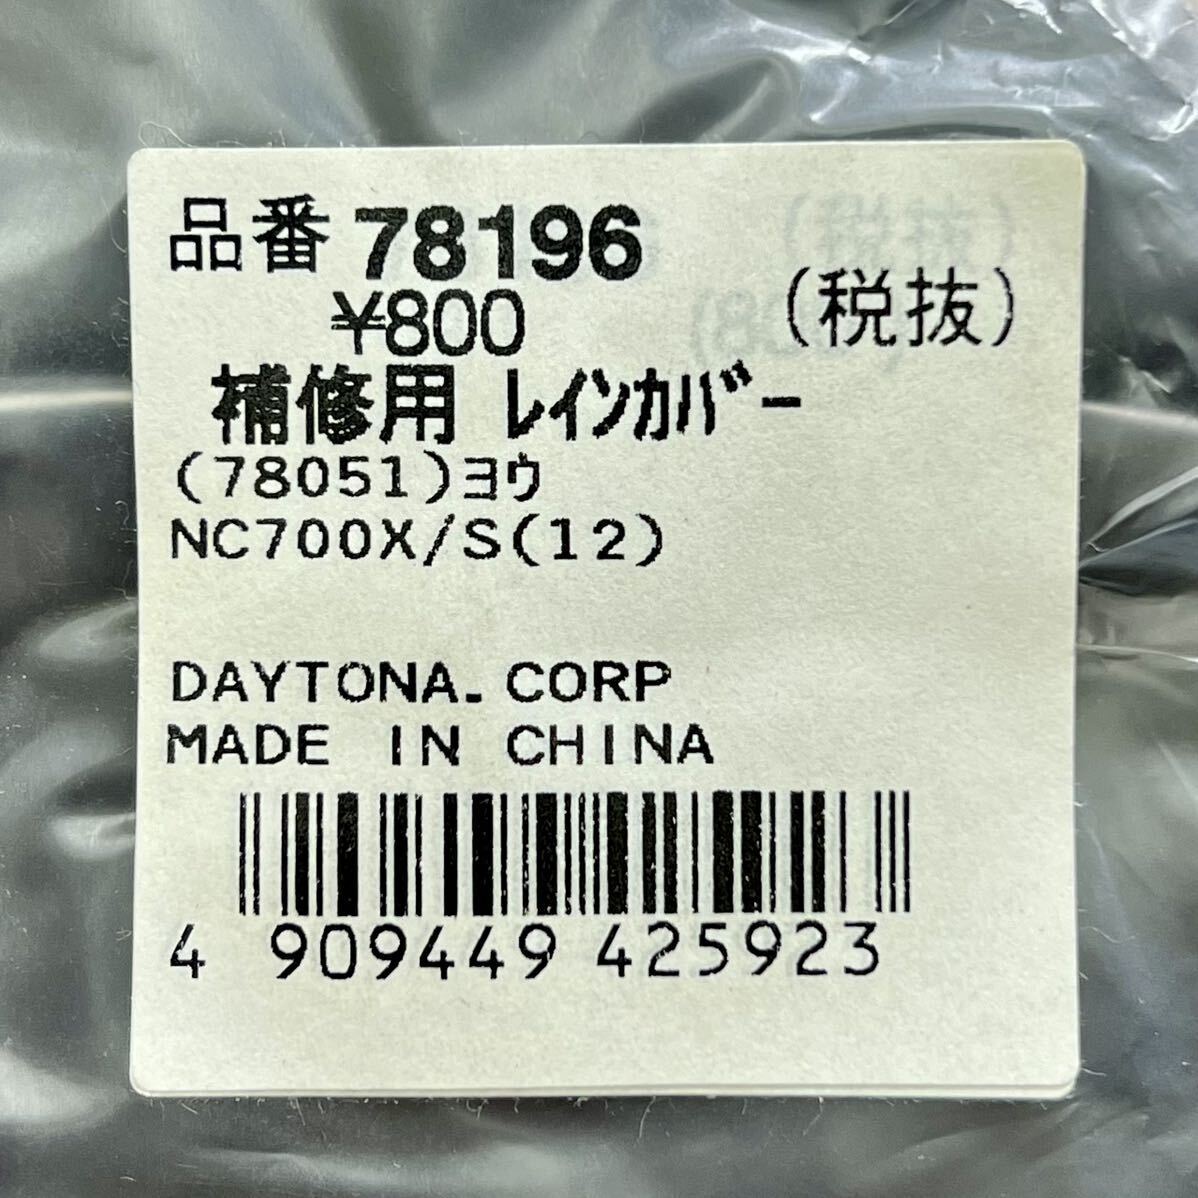 品番 78196
¥800 (税抜)
補修用 ﾚｲﾝｶﾊﾞｰ
(78051)ヨウ
NC700X/S(12)
DAYTONA. CORP
MADE IN CHINA
4 909449 425923